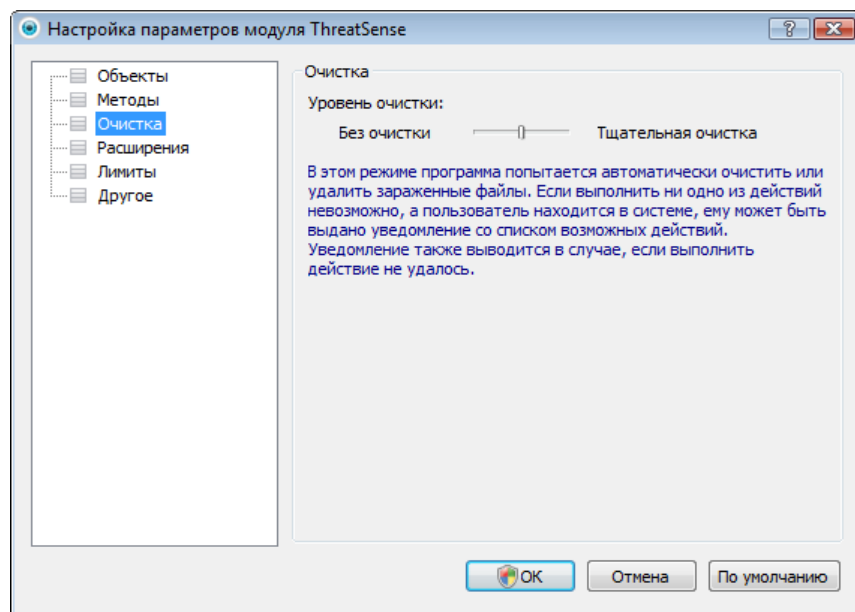 Настройка параметров модуля ThreatSense
Объекты
Методы
Очистка
Расширения
Лимиты
Другое
Очистка
Уровень очистки:
Без очистки
Тщательная очистка
В этом режиме программа попытается автоматически очистить или
удалить зараженные файлы. Если выполнить ни одно из действий
невозможно, а пользователь находится в системе, ему может быть
выдано уведомление со списком возможных действий.
Уведомление также выводится в случае, если выполнить
действие не удалось.
OK
Отмена
По умолчанию